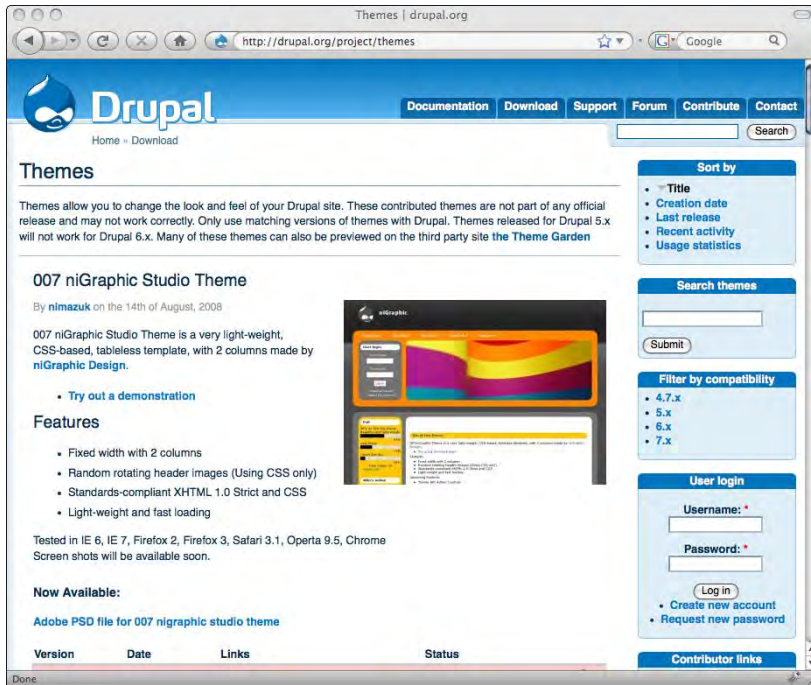 Themes | drupal.org
http://drupal.org/project/themes
Google
Drupal
Documentation Download Support Forum Contribute Contact
Home » Download
Search
Themes
Themes allow you to change the look and feel of your Drupal site. These contributed themes are not part of any official
release and may not work correctly. Only use matching versions of themes with Drupal. Themes released for Drupal 5.x
will not work for Drupal 6.x. Many of these themes can also be previewed on the third party site the Theme Garden
007 niGraphic Studio Theme
By nimazuk on the 14th of August, 2008
007 niGraphic Studio Theme is a very light-weight,
CSS-based, tableless template, with 2 columns made by
niGraphic Design.
• Try out a demonstration
Features
• Fixed width with 2 columns
• Random rotating header images (Using CSS only)
• Standards-compliant XHTML 1.0 Strict and CSS
• Light-weight and fast loading
Tested in IE 6, IE 7, Firefox 2, Firefox 3, Safari 3.1, Operta 9.5, Chrome
Screen shots will be available soon.
Now Available:
Adobe PSD file for 007 nigraphic studio theme
Version Date Links Status
niGraphic
Sort by
• Title
• Creation date
• Last release
• Recent activity
• Usage statistics
Search themes
Submit
Filter by compatibility
• 4.7.x
• 5.x
• 6.x
• 7.x
User login
Username: *
Password: *
Log in
• Create new account
• Request new password
Contributor links
Done